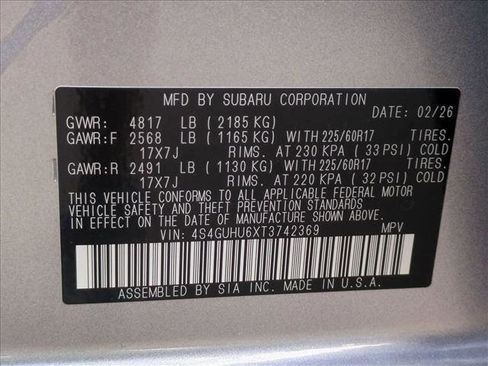 MFD BY SUBARU CORPORATION
DATE: 02/26
GVWR: 4817 LB (2185 KG)
GAWR:F 2568 LB (1165 KG) WITH 225/60R17 TIRES.
17X7J RIMS. AT 230 KPA (33 PSI) COLD
GAWR:R 2491 LB (1130 KG) WITH 225/60R17 TIRES.
17X7J RIMS. AT 220 KPA (32 PSI) COLD
THIS VEHICLE CONFORMS TO ALL APPLICABLE FEDERAL MOTOR
VEHICLE SAFETY AND THEFT PREVENTION STANDARDS IN
EFFECT ON THE DATE OF MANUFACTURE SHOWN ABOVE.
VIN: 4S4GUHU6XT3742369 MPV
ASSEMBLED BY SIA INC. MADE IN U.S.A.